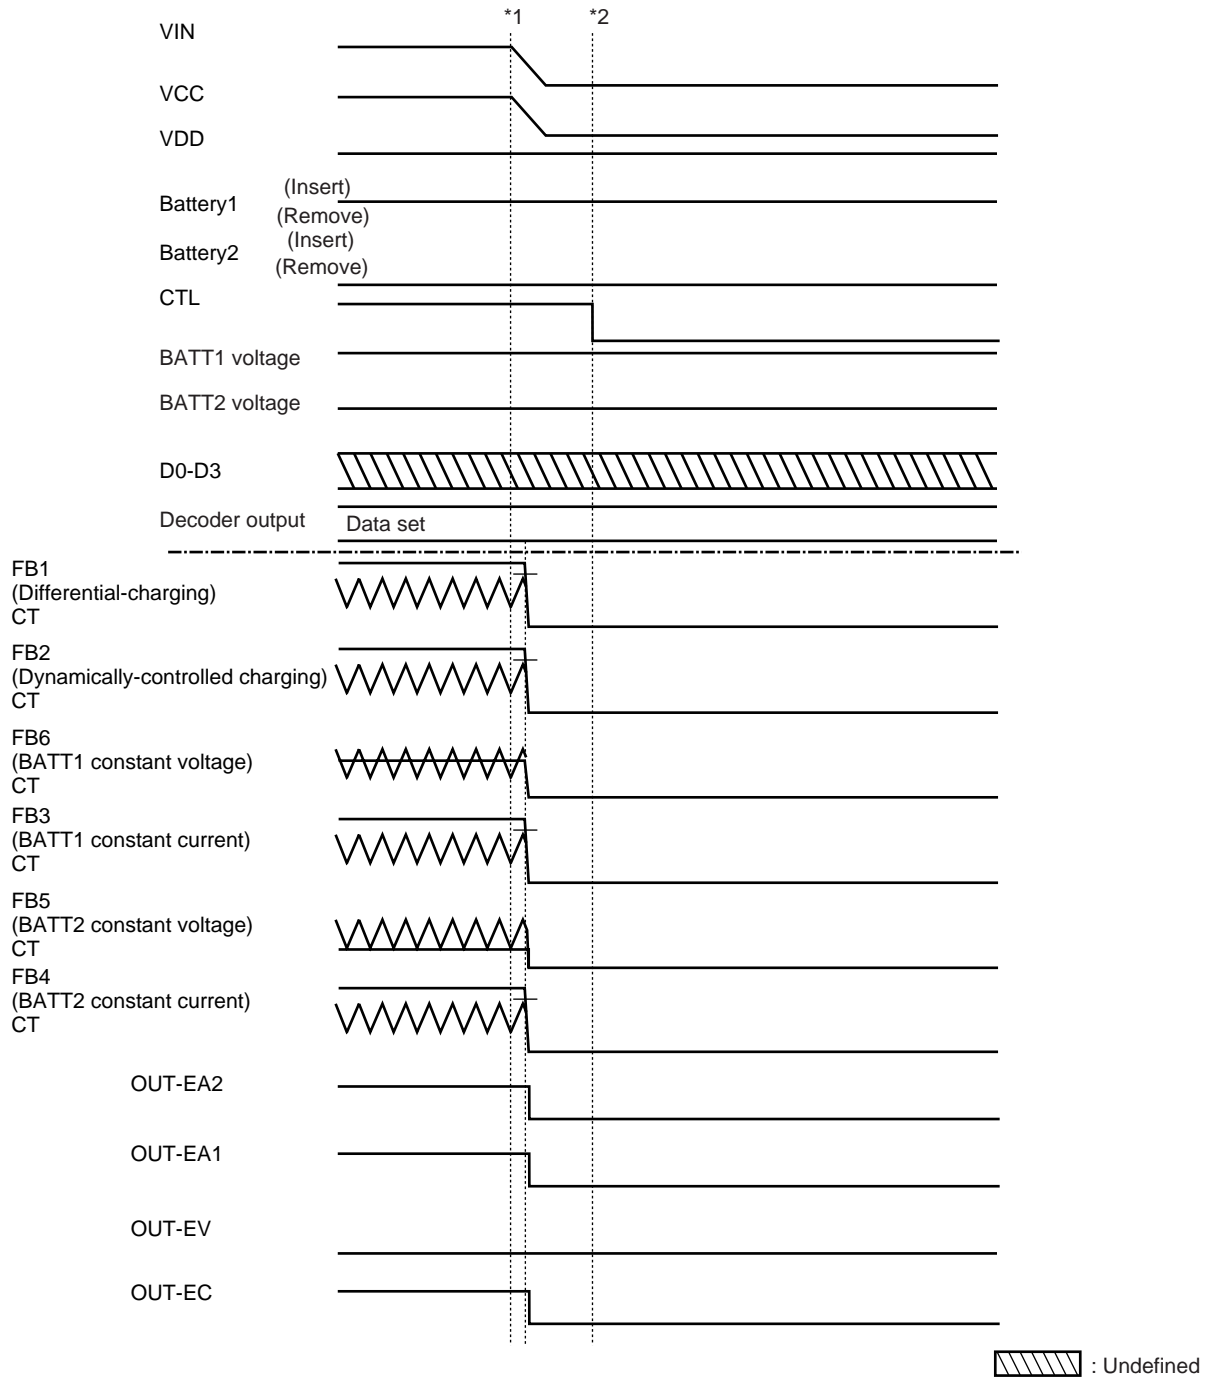 *1
*2
VIN
VCC
VDD
Battery1
(Insert)
(Remove)
Battery2
(Insert)
(Remove)
CTL
BATT1 voltage
BATT2 voltage
D0-D3
Decoder output
Data set
FB1
(Differential-charging)
CT
FB2
(Dynamically-controlled charging)
CT
FB6
(BATT1 constant voltage)
CT
FB3
(BATT1 constant current)
CT
FB5
(BATT2 constant voltage)
CT
FB4
(BATT2 constant current)
CT
OUT-EA2
OUT-EA1
OUT-EV
OUT-EC
: Undefined